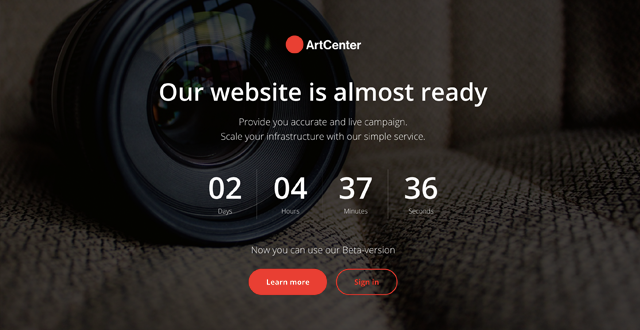 ArtCenter
Our website is almost ready
Provide you accurate and live campaign.
Scale your infrastructure with our simple service.
02 04 37 36
Days Hours Minutes Seconds
Now you can use our Beta-version
Learn more Sign in